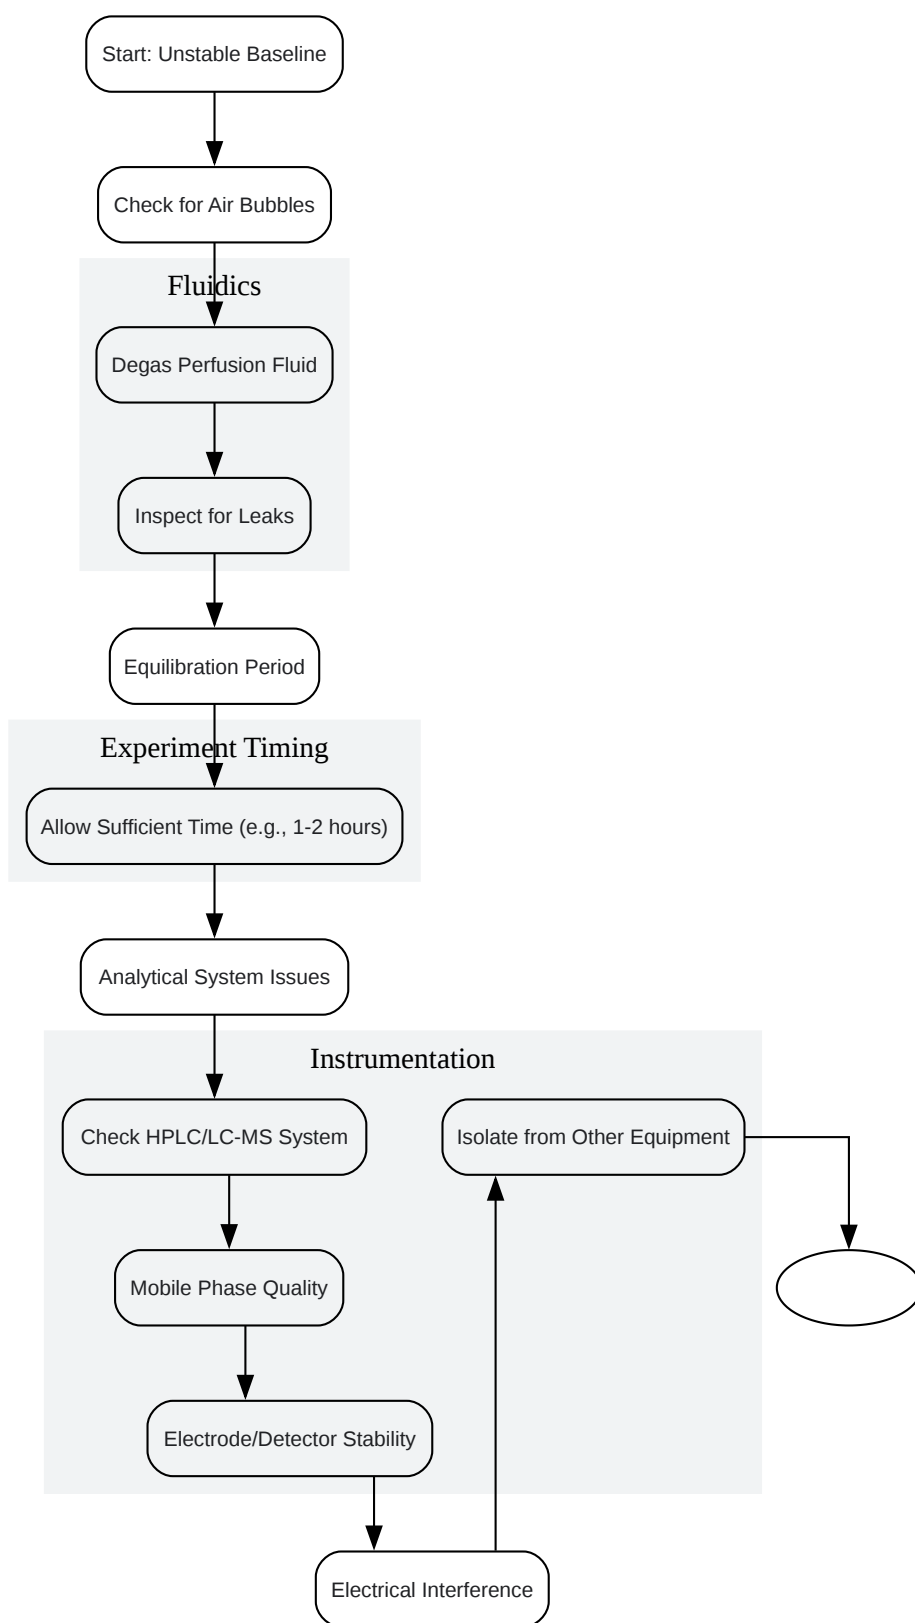 Start: Unstable Baseline
Check for Air Bubbles
Fluidics
Degas Perfusion Fluid
Inspect for Leaks
Equilibration Period
Experiment Timing
Allow Sufficient Time (e.g., 1-2 hours)
Analytical System Issues
Instrumentation
Check HPLC/LC-MS System
Isolate from Other Equipment
Mobile Phase Quality
Electrode/Detector Stability
Electrical Interference